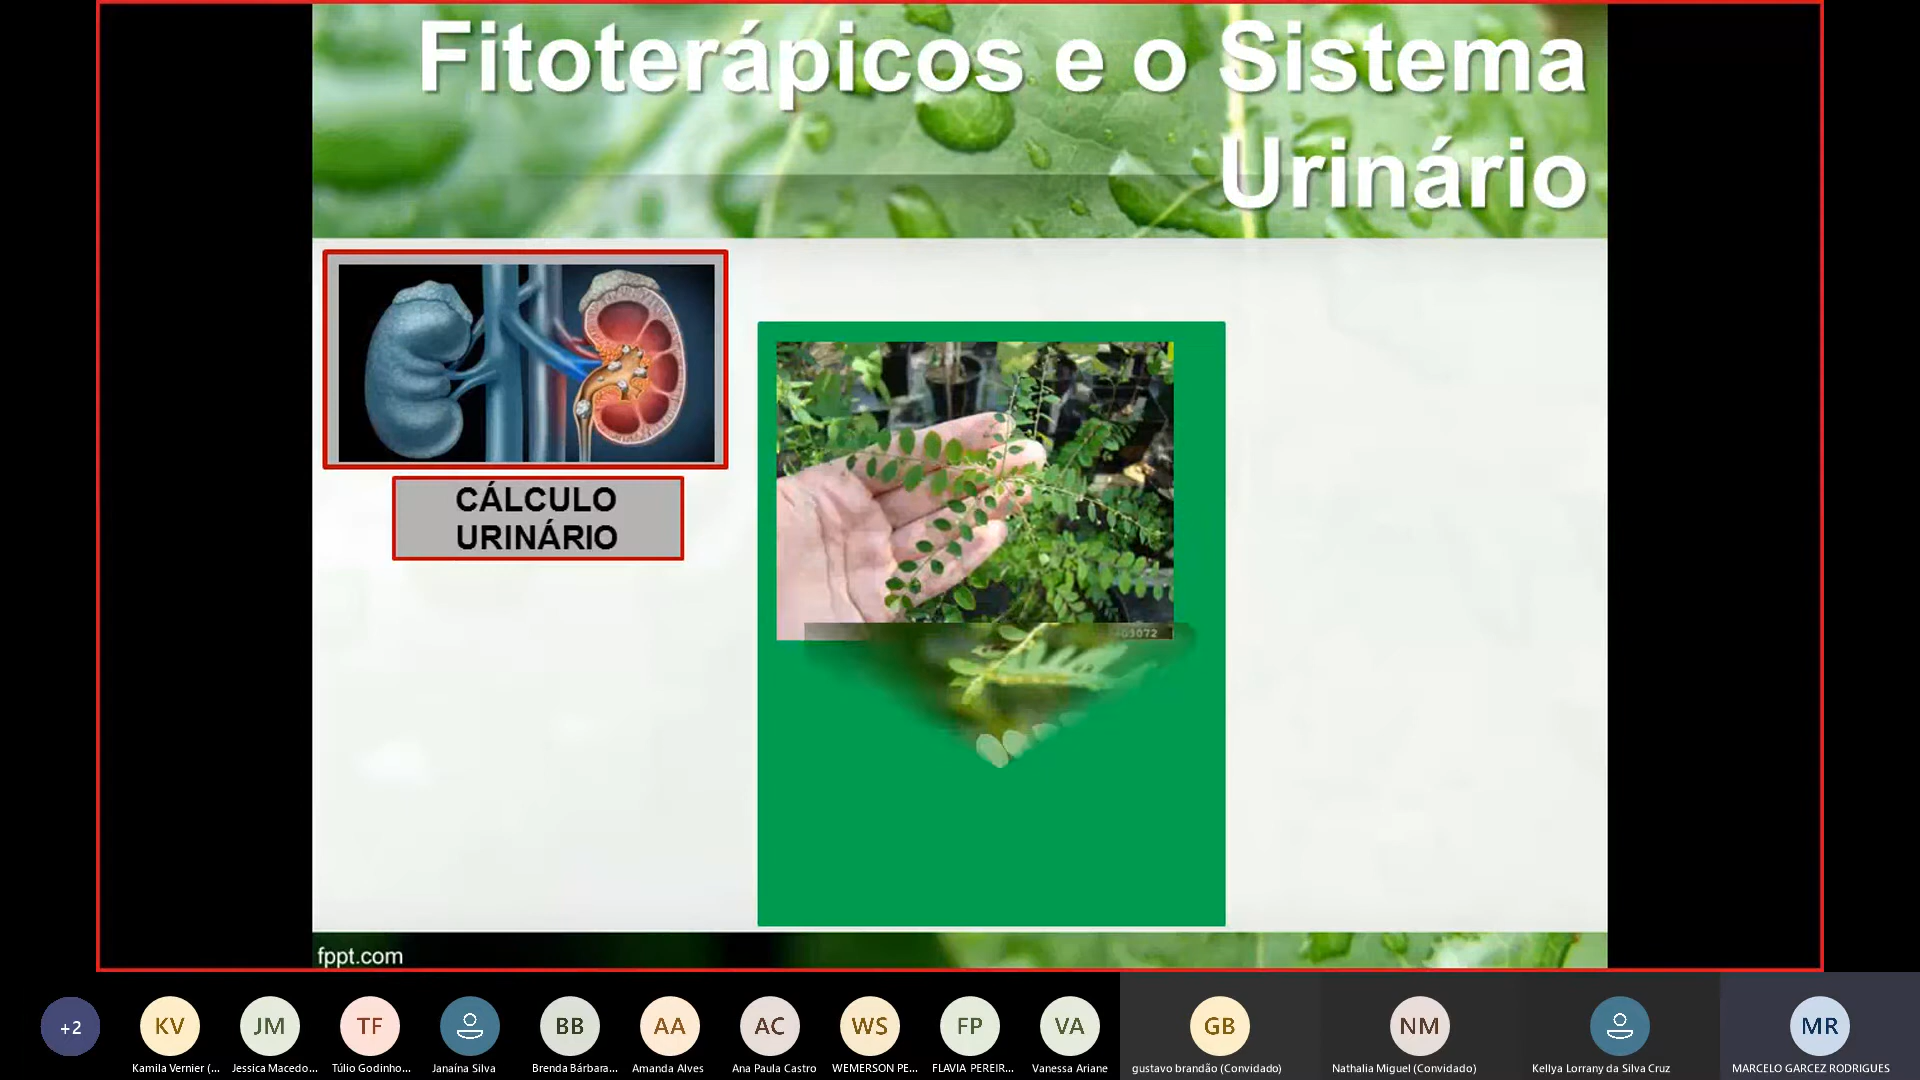 Fitoterápicos e o Sistema
Urinário
CÁLCULO
URINÁRIO
fppt.com
+2
KV
JM
TF
BB
AA
AC
WS
FP
VA
GB
NM
MR
Kamila Vernier (...
Jessica Macedo...
Túlio Godinho...
Janaína Silva
Brenda Bárbara...
Amanda Alves
Ana Paula Castro
WEMERSON PE...
FLAVIA PEREIR...
Vanessa Ariane
gustavo brandão (Convidado)
Nathalia Miguel (Convidado)
Kellya Lorrany da Silva Cruz
MARCELO GARCEZ RODRIGUES